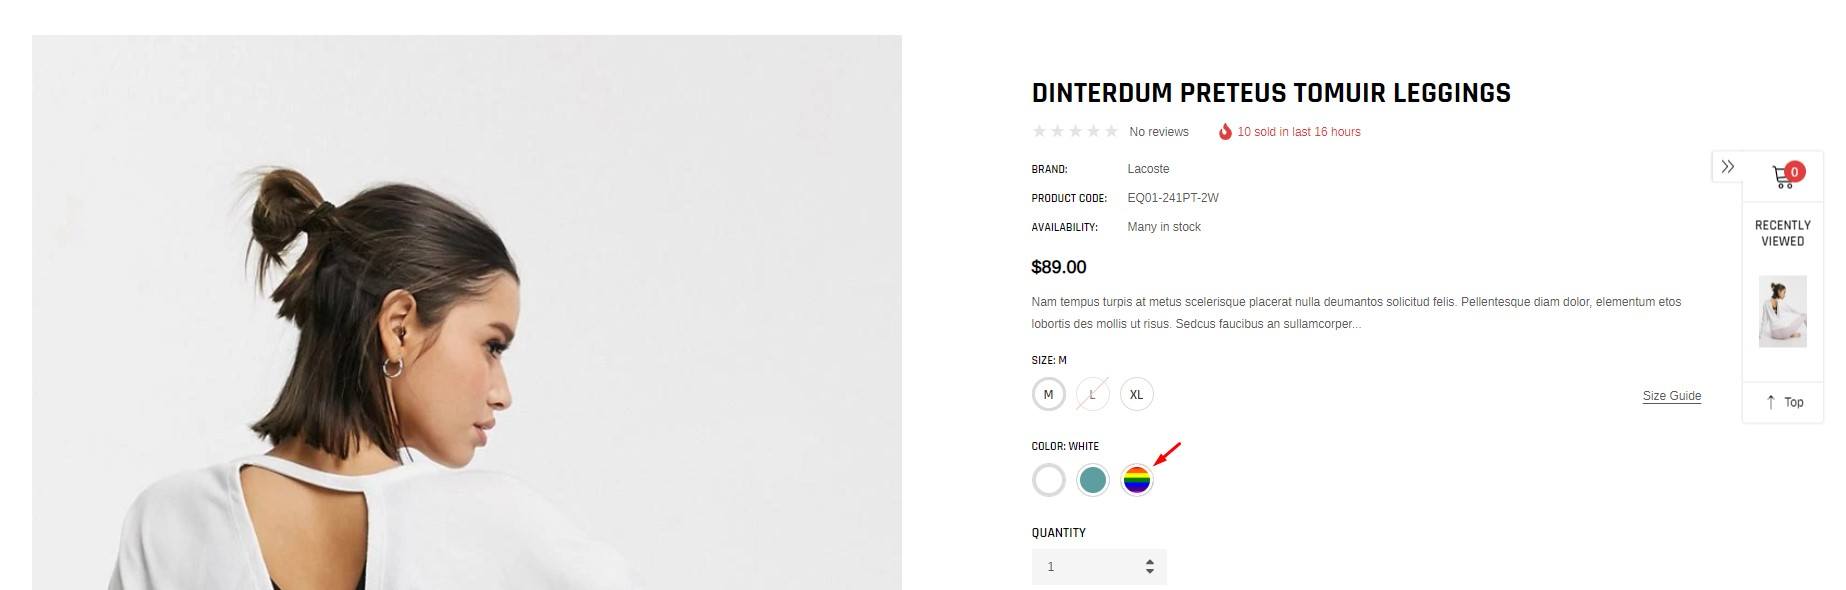 DINTERDUM PRETEUS TOMUIR LEGGINGS
No reviews 10 sold in last 16 hours
BRAND: Lacoste
PRODUCT CODE: EQ01-241PT-2W
AVAILABILITY: Many in stock
$89.00
Nam tempus turpis at metus scelerisque placerat nulla deumantos solicitud felis. Pellentesque diam dolor, elementum etos
lobortis des mollis ut risus. Sedcus faucibus an sullamcorper...
SIZE: M
M L XL
Size Guide
COLOR: WHITE
QUANTITY
1
0
RECENTLY
VIEWED
Top